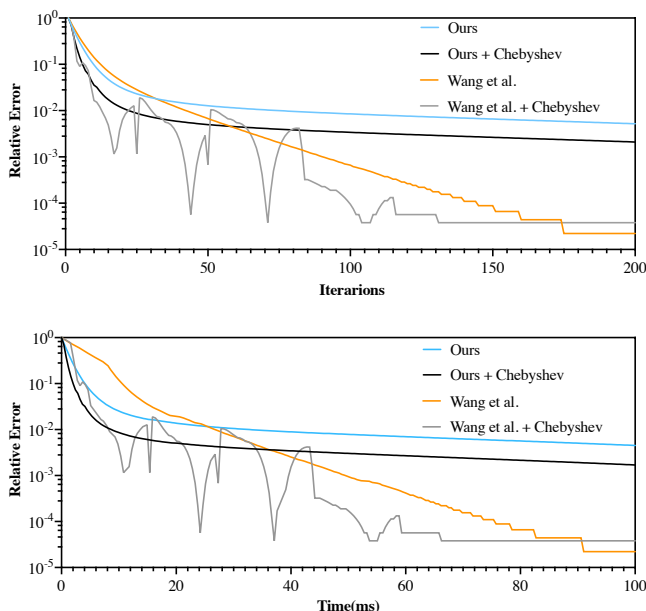 10^0
Ours
Ours + Chebyshev
10^-1
Wang et al.
Wang et al. + Chebyshev
10^-2
10^-3
10^-4
10^-5
Relative Error
0 50 100 150 200
Iterarions
10^0
Ours
Ours + Chebyshev
10^-1
Wang et al.
Wang et al. + Chebyshev
10^-2
10^-3
10^-4
10^-5
Relative Error
0 20 40 60 80 100
Time(ms)